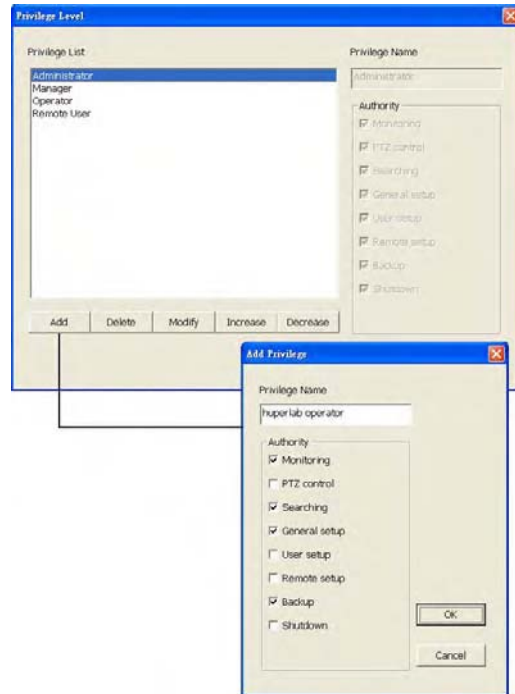 Privilege Level
Privilege List
Administrator
Manager
Operator
Remote User
Privilege Name
Administrator
Authority
Monitoring
PTZ control
Searching
General setup
User setup
Remote setup
Backup
Shutdown
Add Delete Modify Increase Decrease
Add Privilege
Privilege Name
huperlab operator
Authority
Monitoring
PTZ control
Searching
General setup
User setup
Remote setup
Backup
Shutdown
OK
Cancel